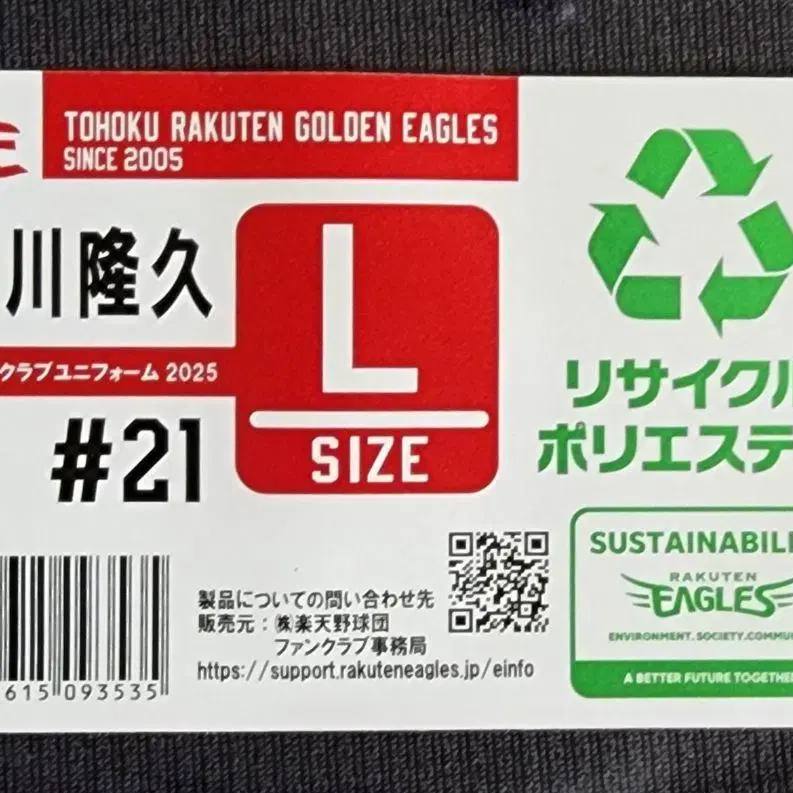 TOHOKU RAKUTEN GOLDEN EAGLES
SINCE 2005
川隆久
クラブユニフォーム 2025
#21
L
SIZE
リサイクル
ポリエステ
SUSTAINABILI
RAKUTEN
EAGLES
ENVIRONMENT. SOCIETY. COMMU
A BETTER FUTURE TOGETHER
製品についての問い合わせ先
販売元：㈱楽天野球団
ファンクラブ事務局
https://support.rakuteneagles.jp/einfo
615 093535